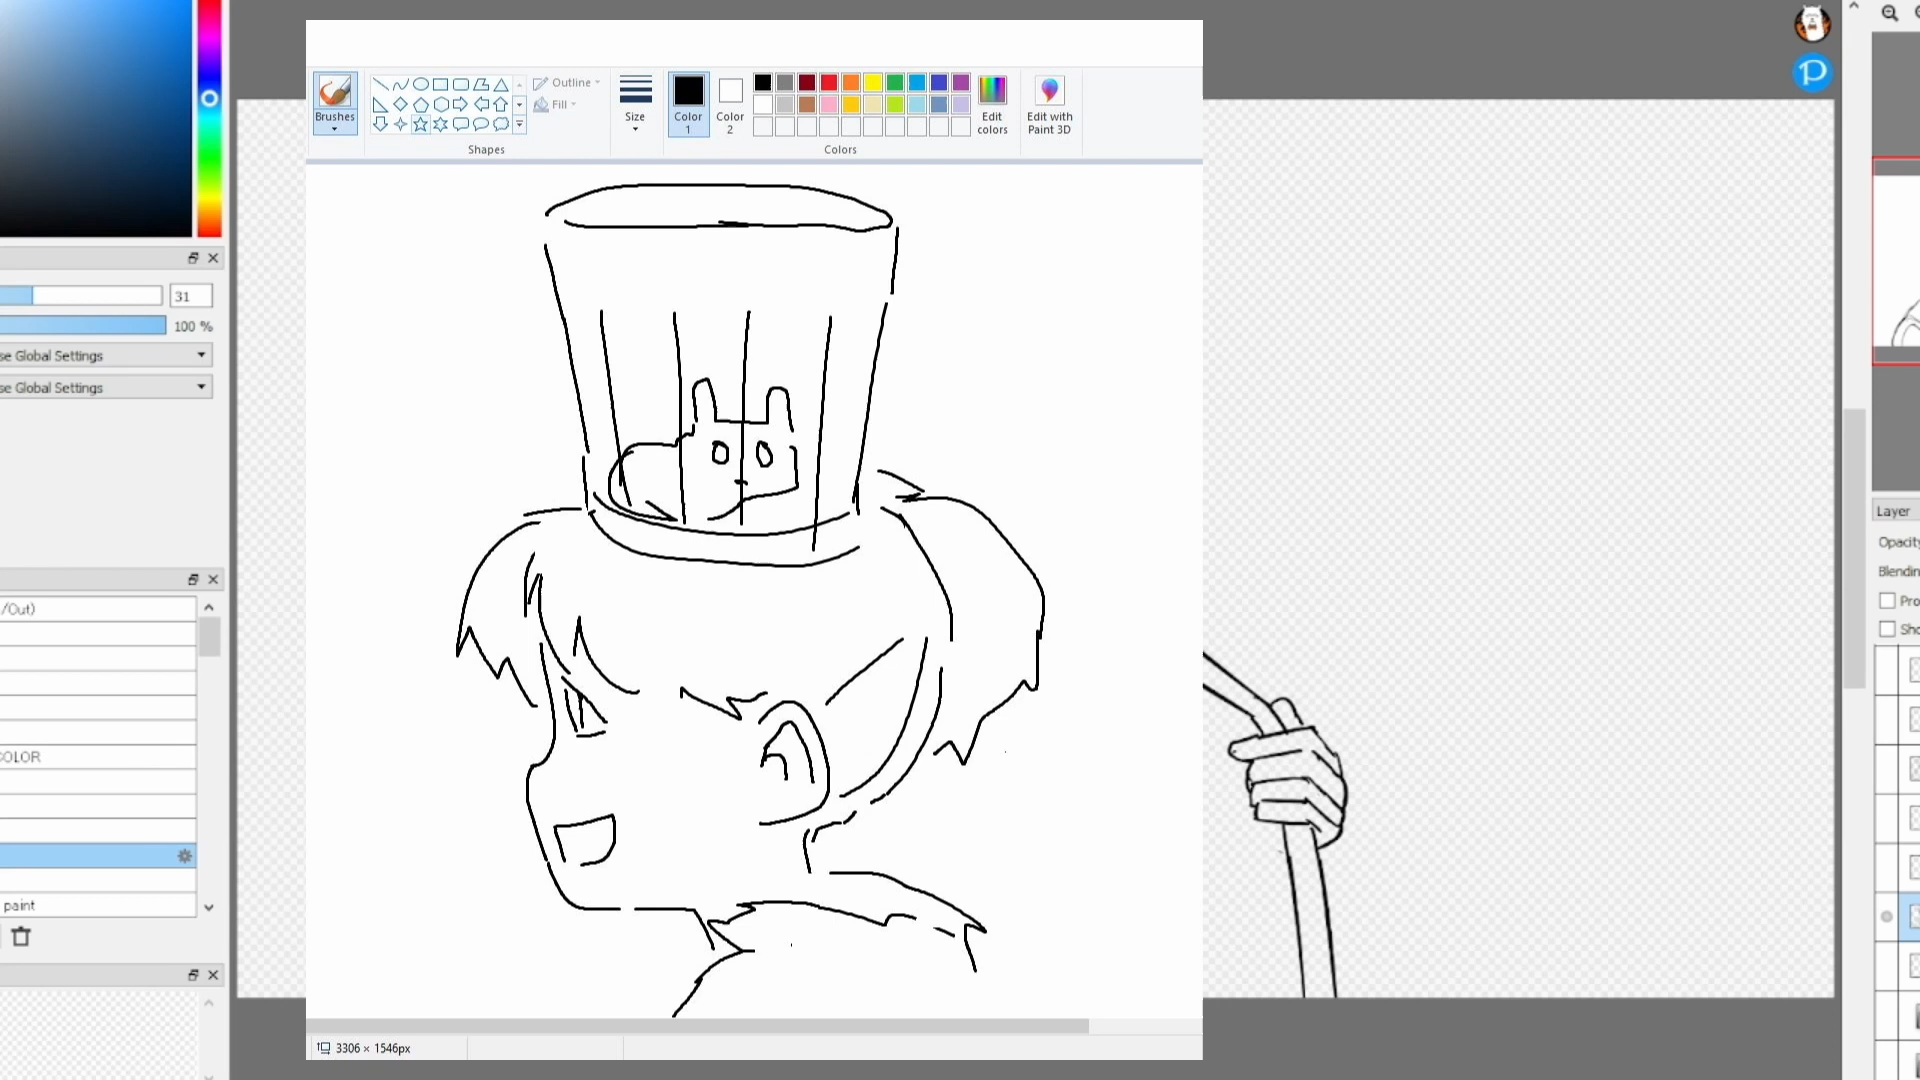 Brushes
Shapes
Outline
Fill
Size
Color
1
Color
2
Colors
Edit
colors
Edit with
Paint 3D
31
100 %
se Global Settings
se Global Settings
/Out)
COLOR
paint
3306 × 1546px
Layer
Opacity
Blendin
Pro
Sho